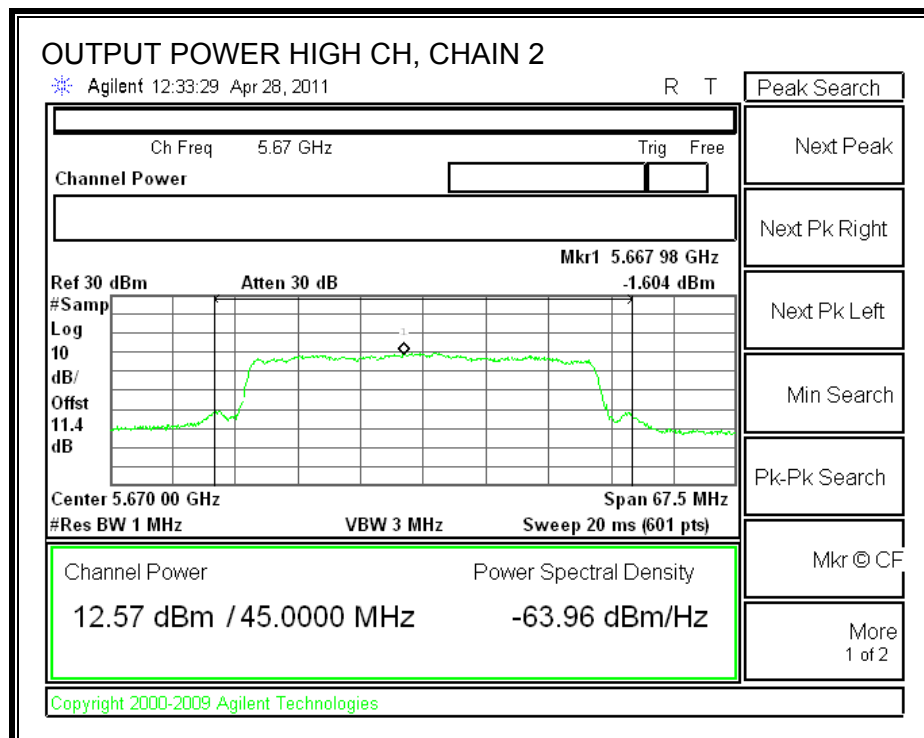 OUTPUT POWER HIGH CH, CHAIN 2
Agilent 12:33:29 Apr 28, 2011 R T
Peak Search
Ch Freq 5.67 GHz Trig Free
Channel Power
Mkr1 5.667 98 GHz
Ref 30 dBm Atten 30 dB -1.604 dBm
#Samp
Log
10
dB/
Offst
11.4
dB
1
Center 5.670 00 GHz Span 67.5 MHz
#Res BW 1 MHz VBW 3 MHz Sweep 20 ms (601 pts)
Channel Power Power Spectral Density
12.57 dBm / 45.0000 MHz -63.96 dBm/Hz
Copyright 2000-2009 Agilent Technologies
Next Peak
Next Pk Right
Next Pk Left
Min Search
Pk-Pk Search
Mkr © CF
More
1 of 2